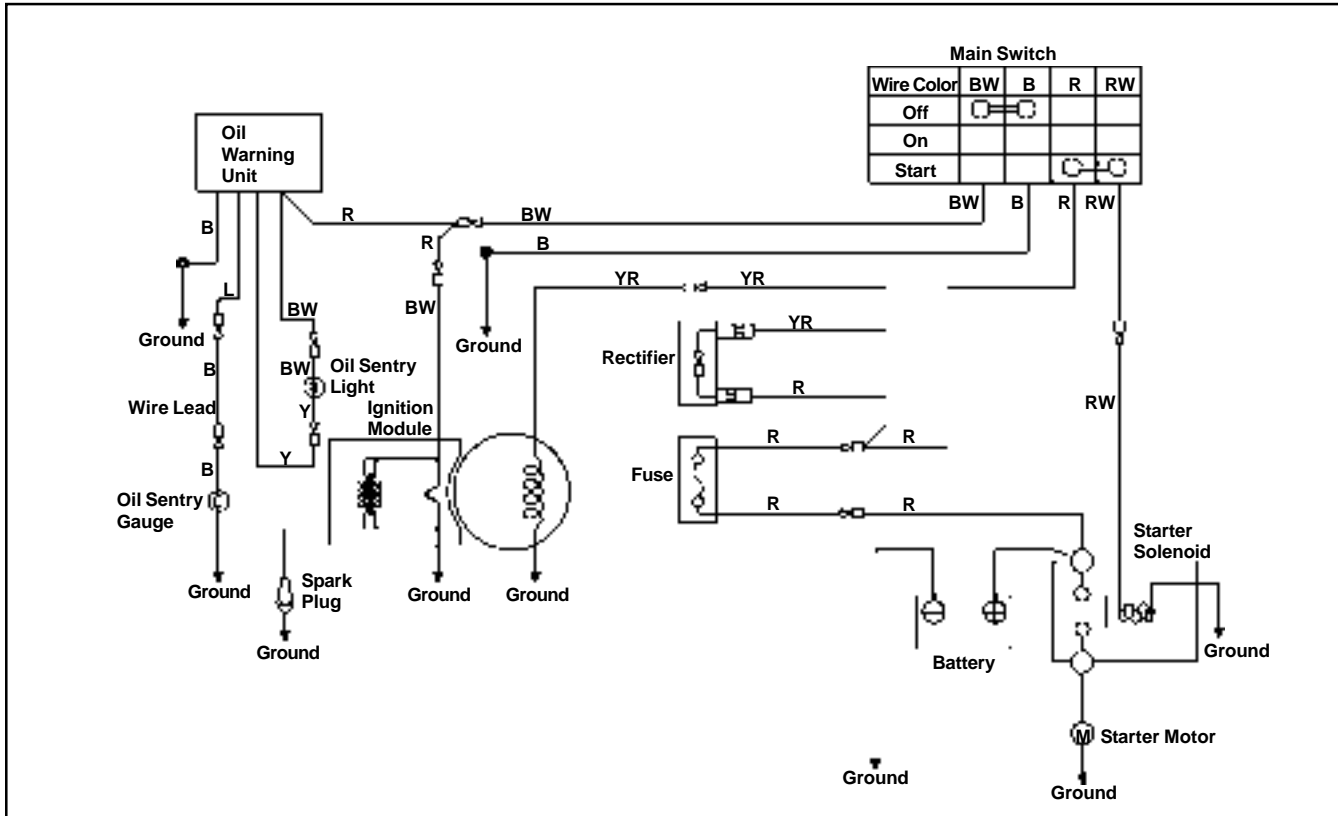 Main Switch
Wire Color BW B R RW
Off
On
Start
BW B R RW
Oil
Warning
Unit
B
R
BW
R
B
L
BW
YR
YR
BW
Ground
Ground
YR
Rectifier
B
BW
Oil Sentry
Light
R
RW
Wire Lead
Y
Ignition
Module
R
R
B
Y
Fuse
Oil Sentry
Gauge
R
R
Starter
Solenoid
Ground
Spark
Plug
Ground
Ground
Ground
Battery
Ground
M
Starter Motor
Ground
Ground